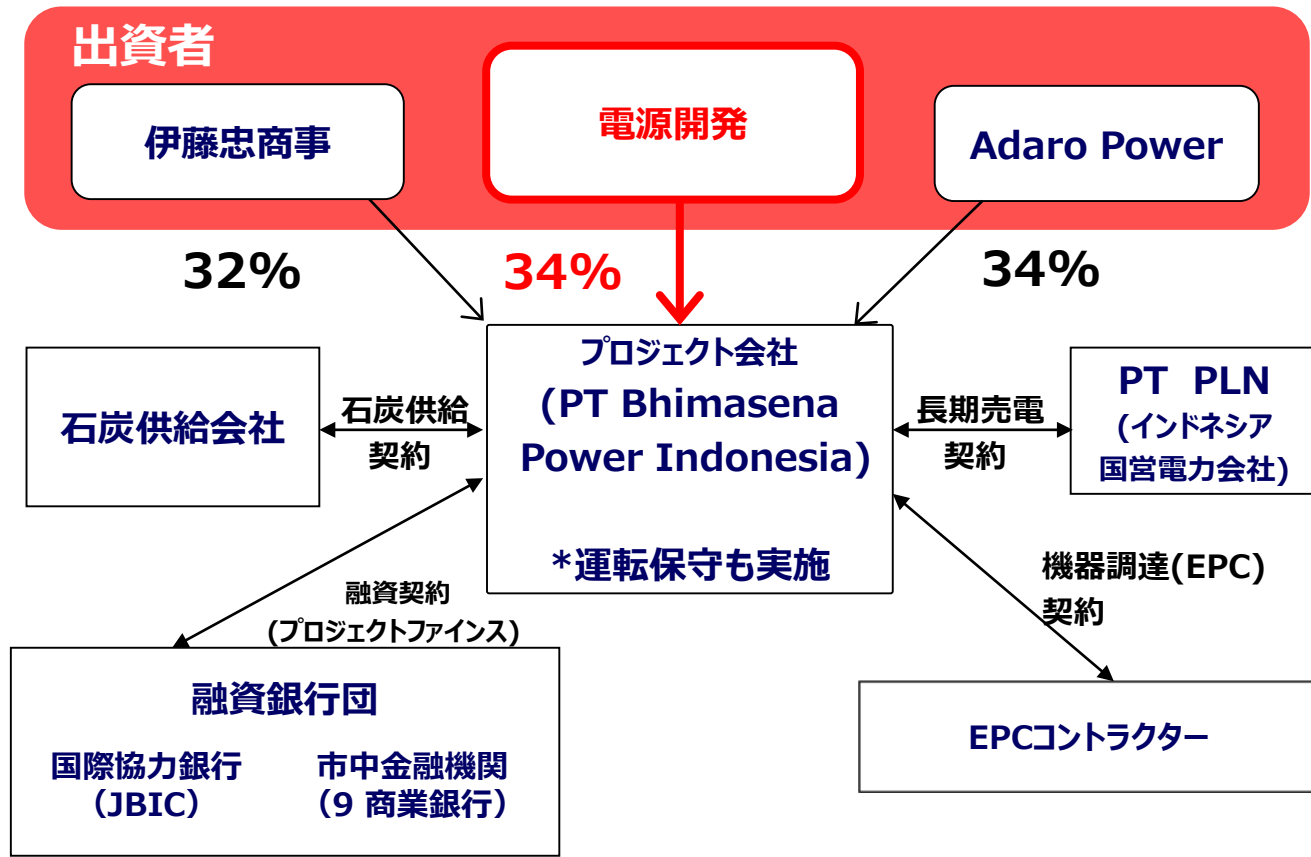 出資者
伊藤忠商事
電源開発
Adaro Power
32%
34%
34%
石炭供給会社
石炭供給
契約
プロジェクト会社
(PT Bhimasena
Power Indonesia)
*運転保守も実施
長期売電
契約
PT PLN
(インドネシア
国営電力会社)
融資契約
(プロジェクトファインス)
機器調達(EPC)
契約
融資銀行団
国際協力銀行
(JBIC)
市中金融機関
(9 商業銀行)
EPCコントラクター